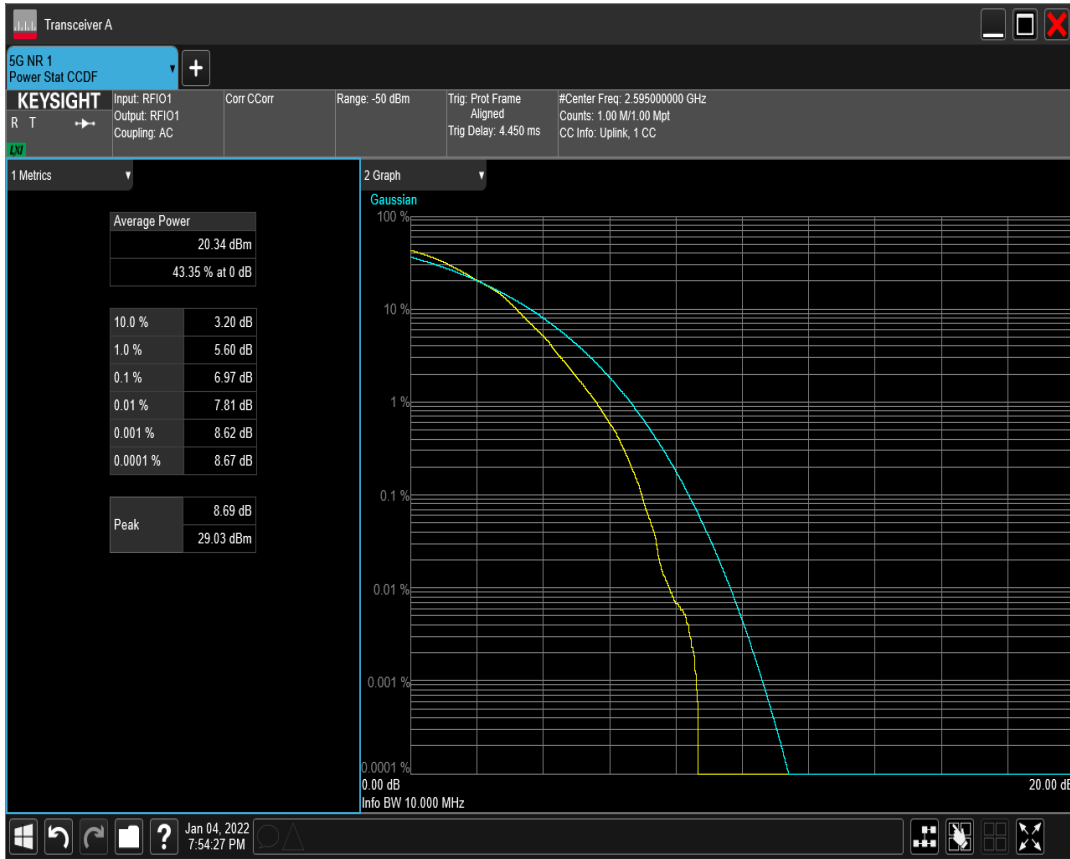 Transceiver A
5G NR 1
Power Stat CCDF
+
KEYSIGHT
R T
LXI
Input: RFIO1
Output: RFIO1
Coupling: AC
Corr CCorr
Range: -50 dBm
Trig: Prot Frame
Aligned
Trig Delay: 4.450 ms
#Center Freq: 2.595000000 GHz
Counts: 1.00 M/1.00 Mpt
CC Info: Uplink, 1 CC
1 Metrics
Average Power
20.34 dBm
43.35 % at 0 dB
10.0 % 3.20 dB
1.0 % 5.60 dB
0.1 % 6.97 dB
0.01 % 7.81 dB
0.001 % 8.62 dB
0.0001 % 8.67 dB
Peak
8.69 dB
29.03 dBm
2 Graph
Gaussian
100 %
10 %
1 %
0.1 %
0.01 %
0.001 %
0.0001 %
0.00 dB 20.00 dB
Info BW 10.000 MHz
?
Jan 04, 2022
7:54:27 PM